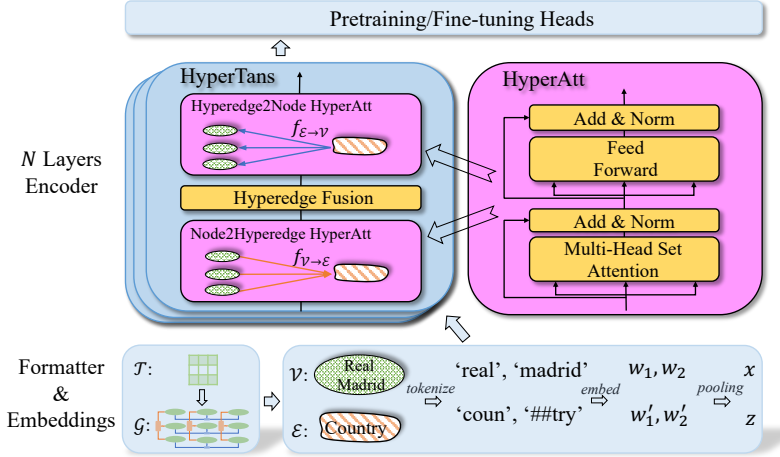 Pretraining/Fine-tuning Heads
HyperTans
HyperAtt
Hyperedge2Node HyperAtt
f_{ℰ→𝒱}
Hyperedge Fusion
Node2Hyperedge HyperAtt
f_{𝒱→ℰ}
Add & Norm
Feed
Forward
Add & Norm
Multi-Head Set
Attention
N Layers
Encoder
Formatter
&
Embeddings
𝒯:
𝒢:
𝒱:
Real
Madrid
tokenize
'real', 'madrid'
embed
w₁, w₂
pooling
x
ℰ:
Country
'coun', '##try'
w₁′, w₂′
z